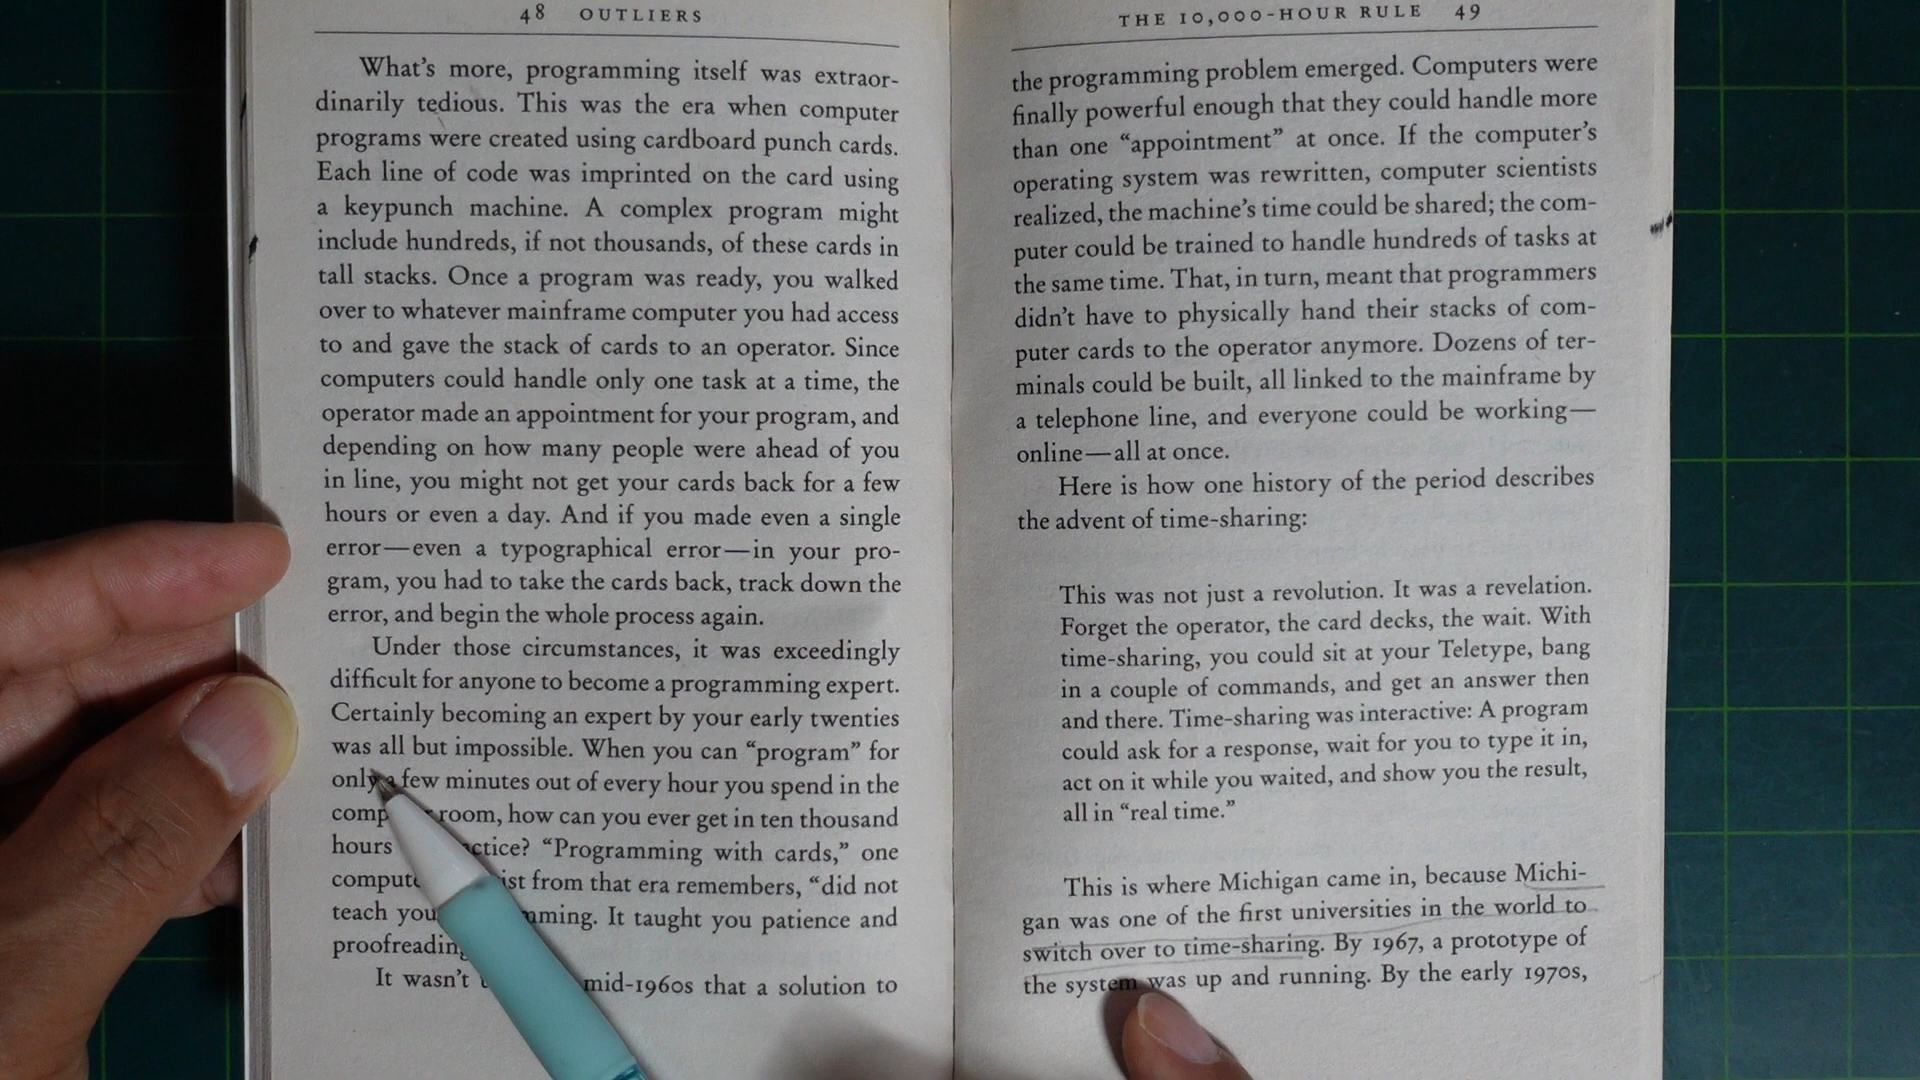 48 OUTLIERS
What's more, programming itself was extraor-
dinarily tedious. This was the era when computer
programs were created using cardboard punch cards.
Each line of code was imprinted on the card using
a keypunch machine. A complex program might
include hundreds, if not thousands, of these cards in
tall stacks. Once a program was ready, you walked
over to whatever mainframe computer you had access
to and gave the stack of cards to an operator. Since
computers could handle only one task at a time, the
operator made an appointment for your program, and
depending on how many people were ahead of you
in line, you might not get your cards back for a few
hours or even a day. And if you made even a single
error—even a typographical error—in your pro-
gram, you had to take the cards back, track down the
error, and begin the whole process again.
Under those circumstances, it was exceedingly
difficult for anyone to become a programming expert.
Certainly becoming an expert by your early twenties
was all but impossible. When you can “program” for
only a few minutes out of every hour you spend in the
room, how can you ever get in ten thousand
hours “Programming with cards,” one
from that era remembers, “did not
teach you It taught you patience and
It wasn't mid-1960s that a solution to
THE 10,000-HOUR RULE 49
the programming problem emerged. Computers were
finally powerful enough that they could handle more
than one “appointment” at once. If the computer's
operating system was rewritten, computer scientists
realized, the machine's time could be shared; the com-
puter could be trained to handle hundreds of tasks at
the same time. That, in turn, meant that programmers
didn't have to physically hand their stacks of com-
puter cards to the operator anymore. Dozens of ter-
minals could be built, all linked to the mainframe by
a telephone line, and everyone could be working—
online—all at once.
Here is how one history of the period describes
the advent of time-sharing:
This was not just a revolution. It was a revelation.
Forget the operator, the card decks, the wait. With
time-sharing, you could sit at your Teletype, bang
in a couple of commands, and get an answer then
and there. Time-sharing was interactive: A program
could ask for a response, wait for you to type it in,
act on it while you waited, and show you the result,
all in “real time.”
This is where Michigan came in, because Michi-
gan was one of the first universities in the world to
switch over to time-sharing. By 1967, a prototype of
the system was up and running. By the early 1970s,